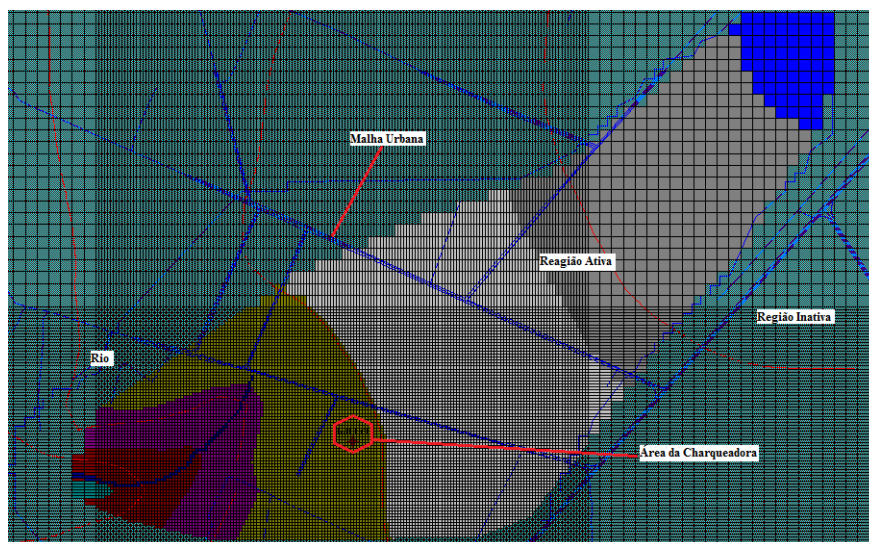 Malha Urbana
Reagião Ativa
Região Inativa
Rio
Área da Charqueadora